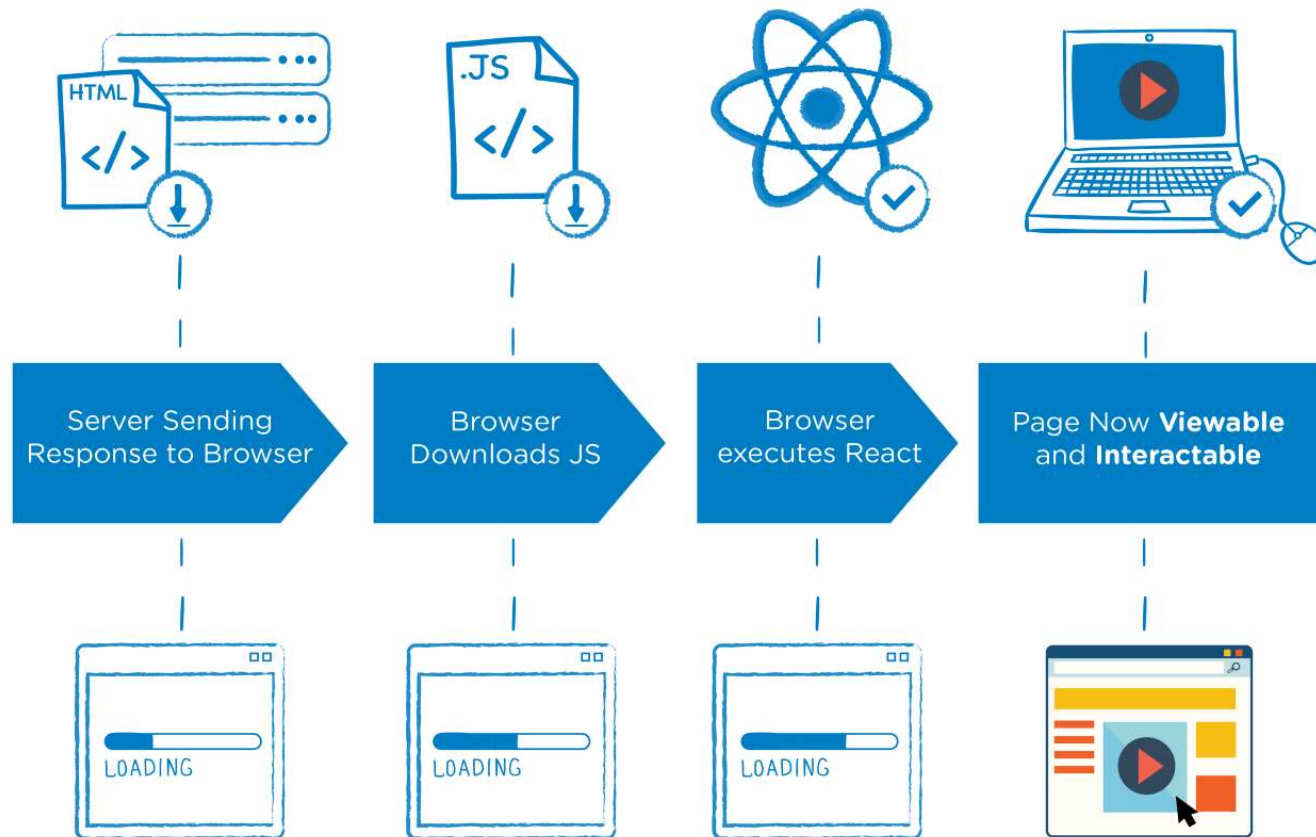 HTML
</>
.JS
</>
Server Sending
Response to Browser
Browser
Downloads JS
Browser
executes React
Page Now Viewable
and Interactable
LOADING
LOADING
LOADING